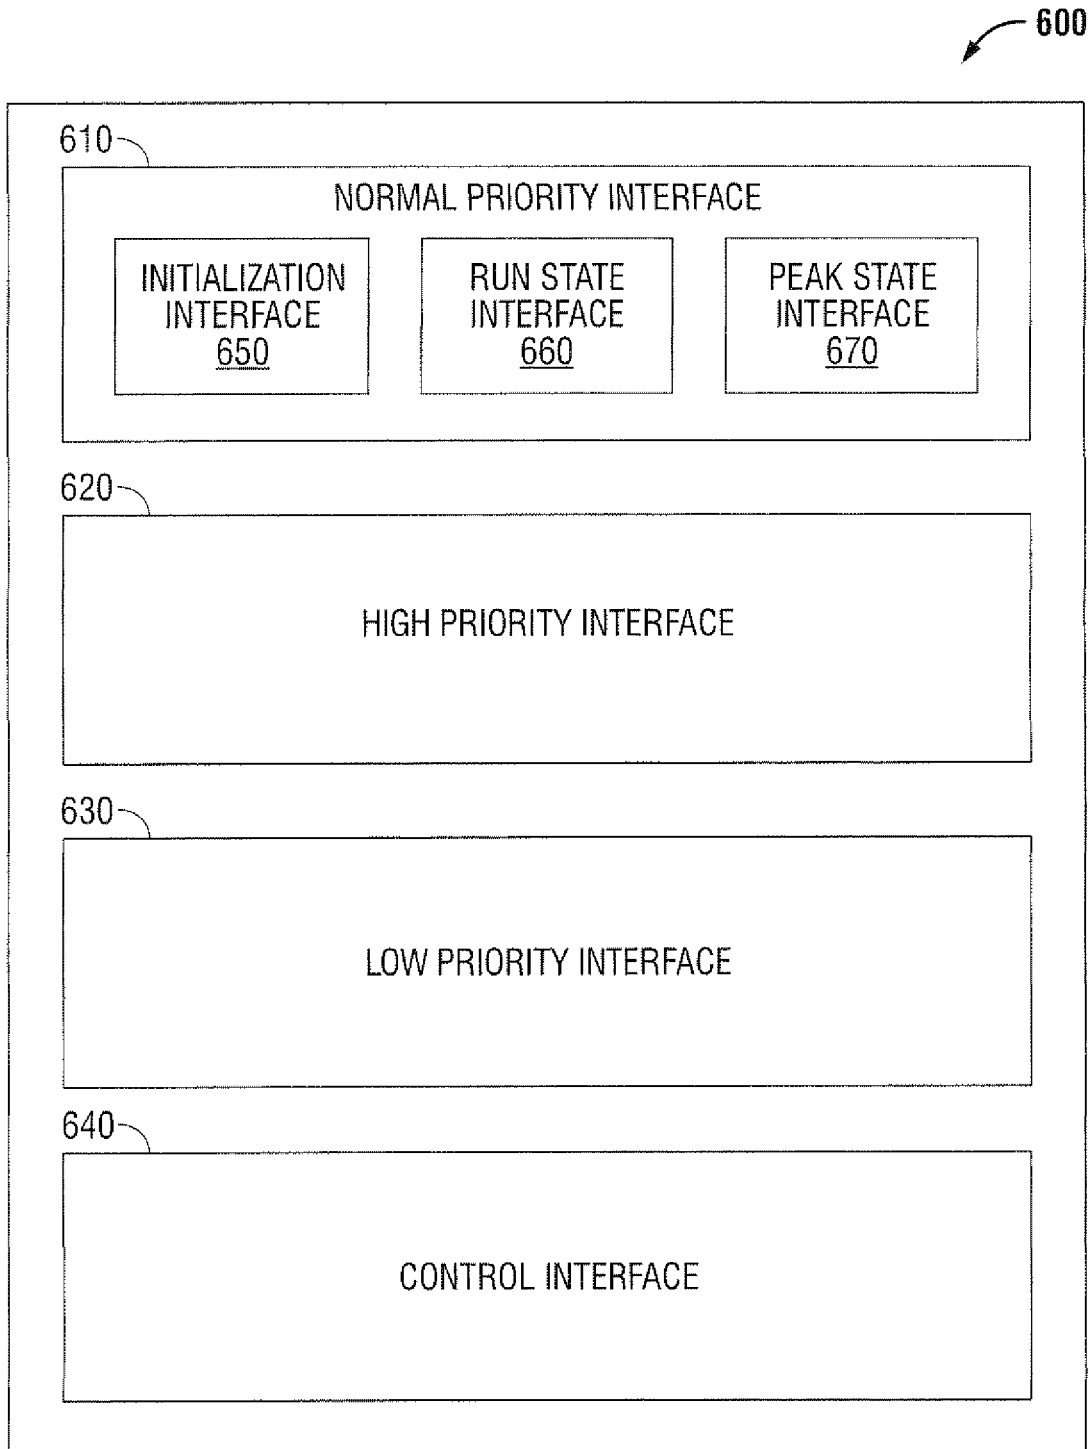 600
610
NORMAL PRIORITY INTERFACE
INITIALIZATION
INTERFACE
650
RUN STATE
INTERFACE
660
PEAK STATE
INTERFACE
670
620
HIGH PRIORITY INTERFACE
630
LOW PRIORITY INTERFACE
640
CONTROL INTERFACE